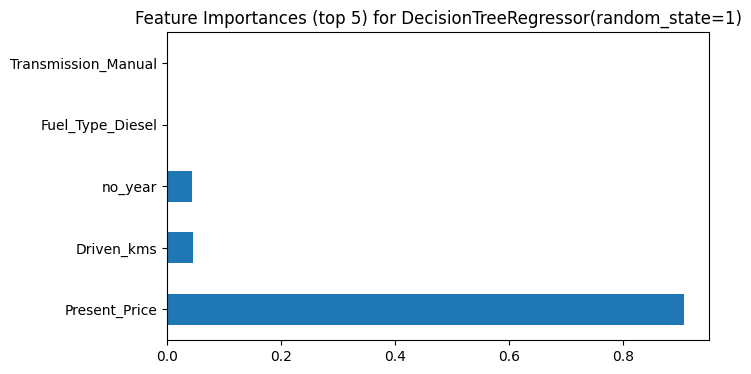 Feature Importances (top 5) for DecisionTreeRegressor(random_state=1)
Transmission_Manual
Fuel_Type_Diesel
no_year
Driven_kms
Present_Price
0.0 0.2 0.4 0.6 0.8